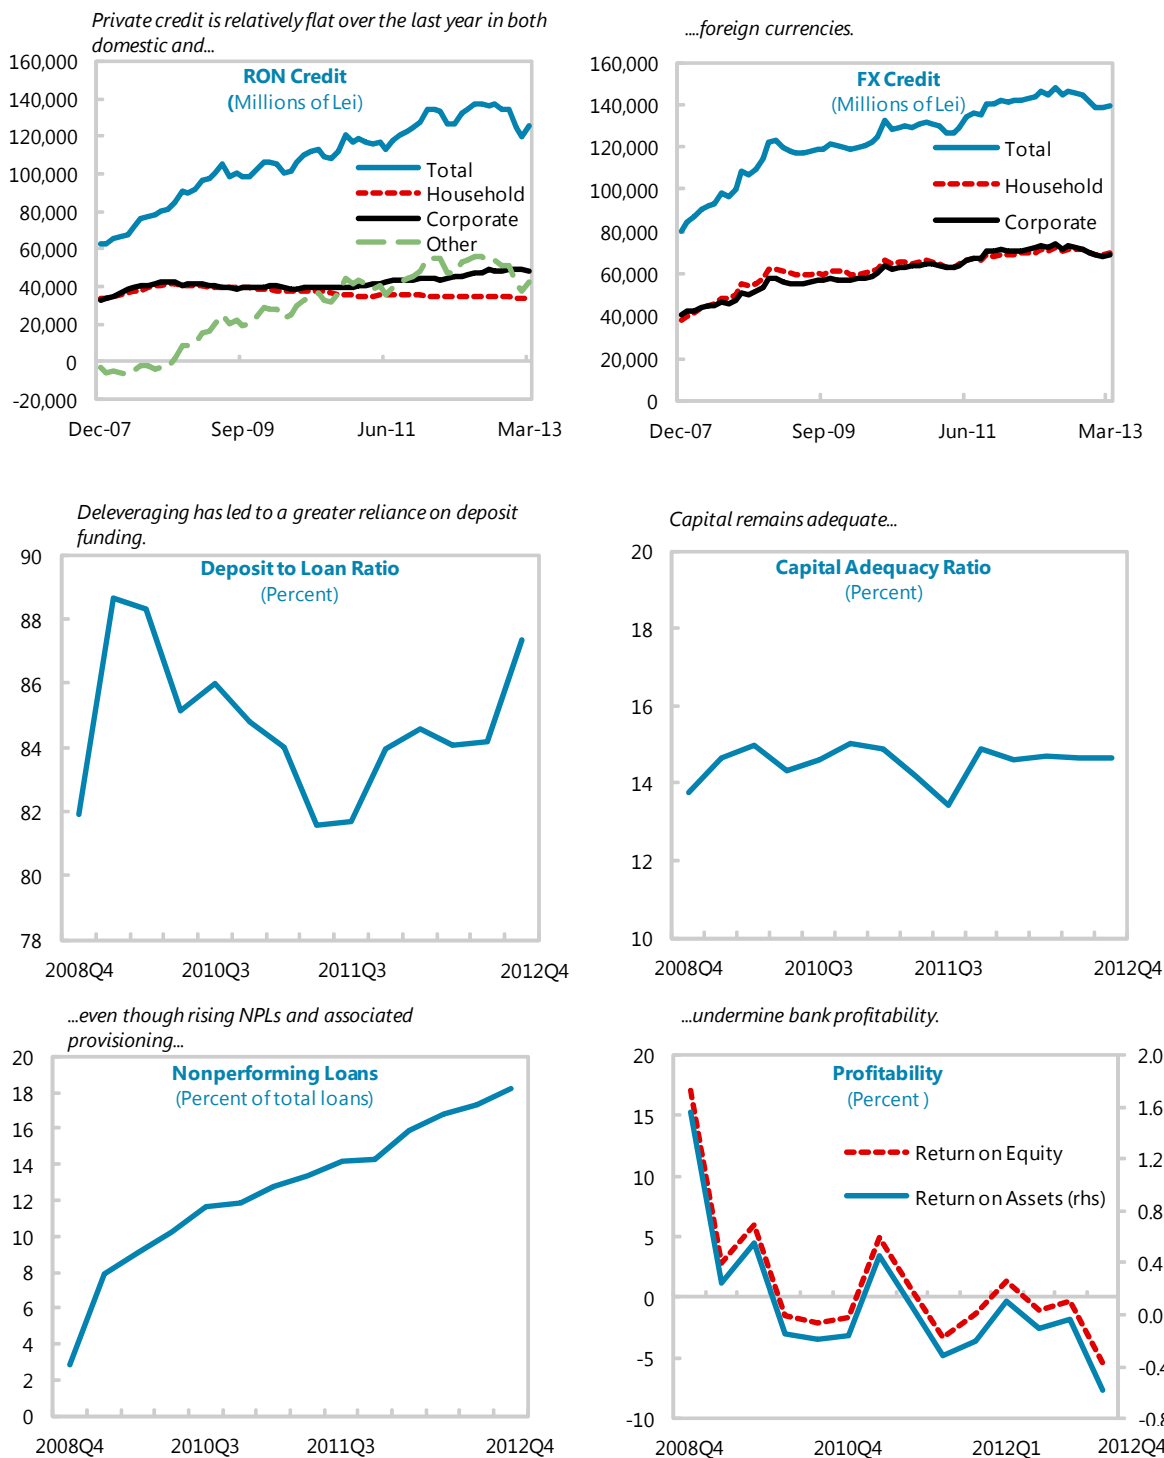 Private credit is relatively flat over the last year in both
domestic and...
RON Credit
(Millions of Lei)
160,000
140,000
120,000
100,000
80,000
60,000
40,000
20,000
0
-20,000
Total
Household
Corporate
Other
Dec-07
Sep-09
Jun-11
Mar-13
....foreign currencies.
FX Credit
(Millions of Lei)
160,000
140,000
120,000
100,000
80,000
60,000
40,000
20,000
0
Total
Household
Corporate
Dec-07
Sep-09
Jun-11
Mar-13
Deleveraging has led to a greater reliance on deposit
funding.
Deposit to Loan Ratio
(Percent)
90
88
86
84
82
80
78
2008Q4
2010Q3
2011Q3
2012Q4
Capital remains adequate...
Capital Adequacy Ratio
(Percent)
20
18
16
14
12
10
2008Q4
2010Q3
2011Q3
2012Q4
...even though rising NPLs and associated
provisioning...
Nonperforming Loans
(Percent of total loans)
20
18
16
14
12
10
8
6
4
2
0
2008Q4
2010Q3
2011Q3
2012Q4
...undermine bank profitability.
Profitability
(Percent )
20
15
10
5
0
-5
-10
Return on Equity
Return on Assets (rhs)
2.0
1.6
1.2
0.8
0.4
0.0
-0.4
-0.8
2008Q4
2010Q4
2012Q1
2012Q4